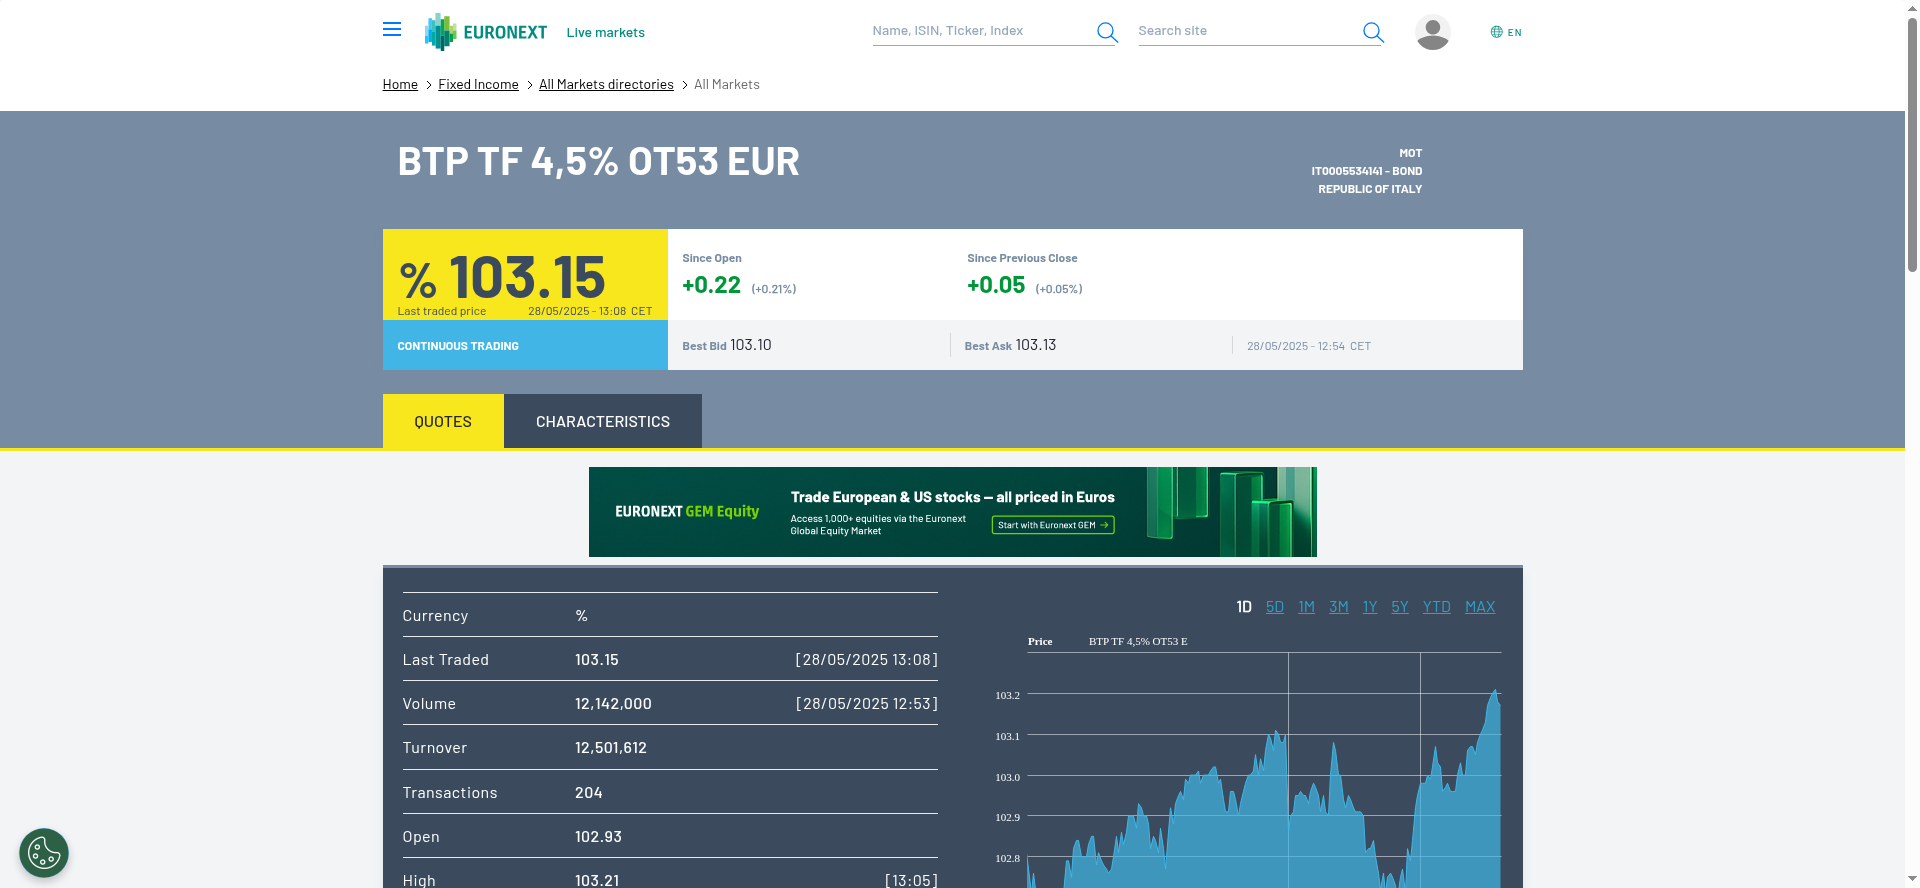 EURONEXT Live markets
Name, ISIN, Ticker, Index
Search site
EN
Home > Fixed Income > All Markets directories > All Markets
BTP TF 4,5% OT53 EUR
MOT
IT0005534141 - BOND
REPUBLIC OF ITALY
% 103.15
Last traded price 28/05/2025 - 13:08 CET
Since Open
+0.22 (+0.21%)
Since Previous Close
+0.05 (+0.05%)
CONTINUOUS TRADING
Best Bid 103.10
Best Ask 103.13
28/05/2025 - 12:54 CET
QUOTES
CHARACTERISTICS
EURONEXT GEM Equity
Trade European & US stocks – all priced in Euros
Access 1,000+ equities via the Euronext
Global Equity Market
Start with Euronext GEM →
Currency %
Last Traded 103.15 [28/05/2025 13:08]
Volume 12,142,000 [28/05/2025 12:53]
Turnover 12,501,612
Transactions 204
Open 102.93
High 103.21 [13:05]
1D 5D 1M 3M 1Y 5Y YTD MAX
Price BTP TF 4,5% OT53 E
103.2
103.1
103.0
102.9
102.8